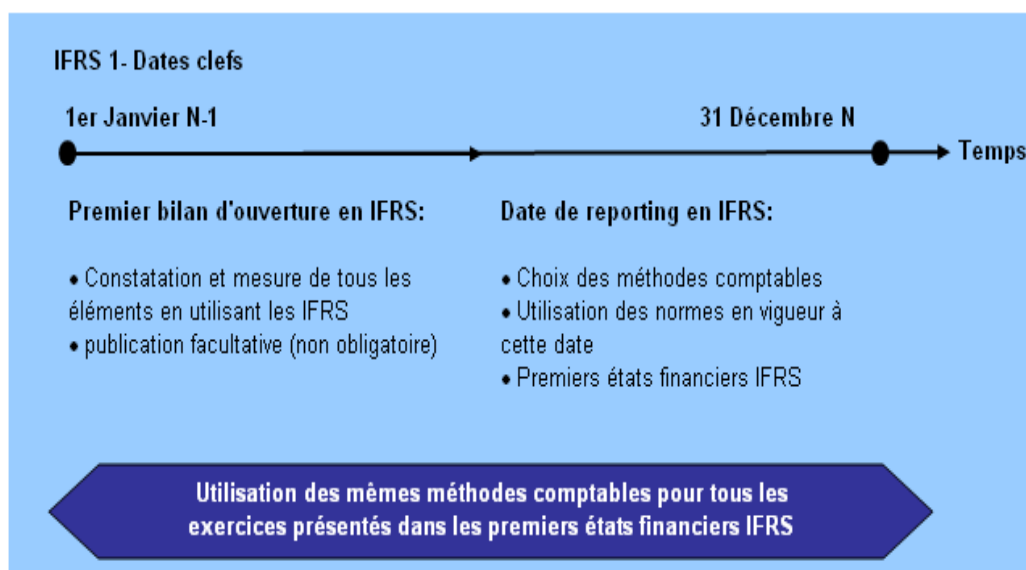 IFRS 1- Dates clefs
1er Janvier N-1
31 Décembre N
Temps
Premier bilan d'ouverture en IFRS:
• Constatation et mesure de tous les
éléments en utilisant les IFRS
• publication facultative (non obligatoire)
Date de reporting en IFRS:
• Choix des méthodes comptables
• Utilisation des normes en vigueur à
cette date
• Premiers états financiers IFRS
Utilisation des mêmes méthodes comptables pour tous les
exercices présentés dans les premiers états financiers IFRS